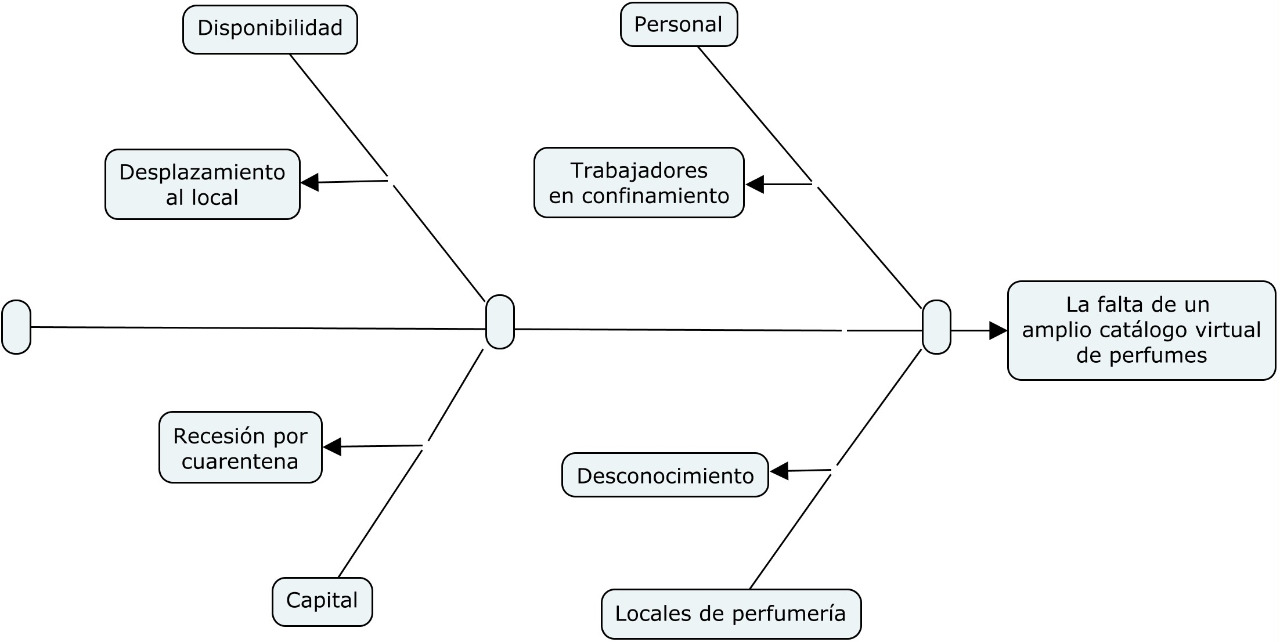 Disponibilidad
Personal
Desplazamiento
al local
Trabajadores
en confinamiento
La falta de un
amplio catálogo virtual
de perfumes
Recesión por
cuarentena
Desconocimiento
Capital
Locales de perfumería